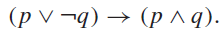 (p ∨ ¬q) → (p ∧ q).